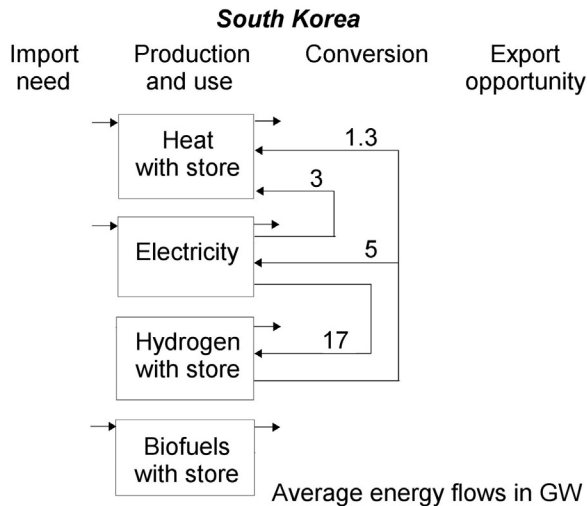 South Korea
Import need
Production and use
Conversion
Export opportunity
Heat with store
1.3
3
Electricity
5
Hydrogen with store
17
Biofuels with store
Average energy flows in GW